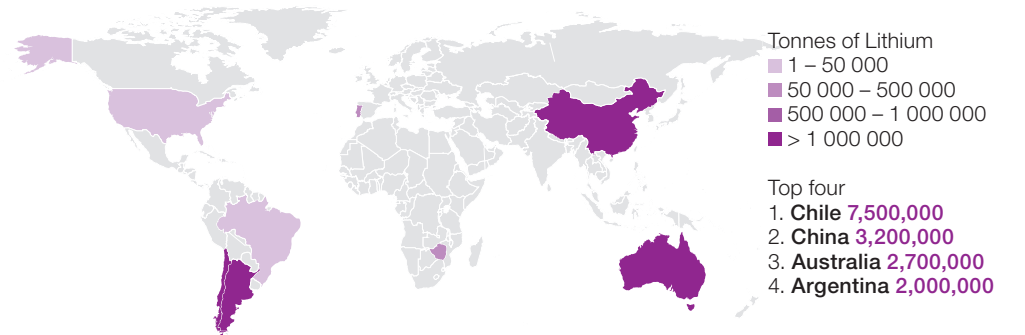 Tonnes of Lithium
1 – 50 000
50 000 – 500 000
500 000 – 1 000 000
> 1 000 000
Top four
1. Chile 7,500,000
2. China 3,200,000
3. Australia 2,700,000
4. Argentina 2,000,000